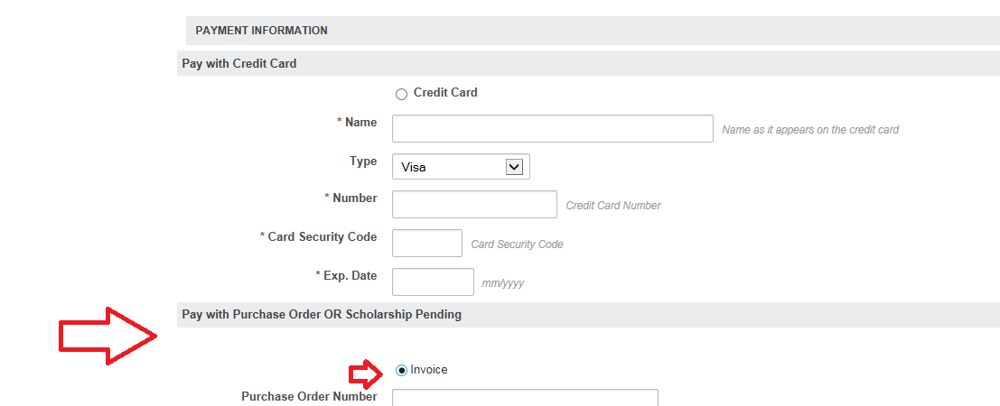 PAYMENT INFORMATION
Pay with Credit Card
Credit Card
* Name
Name as it appears on the credit card
Type
Visa
* Number
Credit Card Number
* Card Security Code
Card Security Code
* Exp. Date
mm/yyyy
Pay with Purchase Order OR Scholarship Pending
Invoice
Purchase Order Number